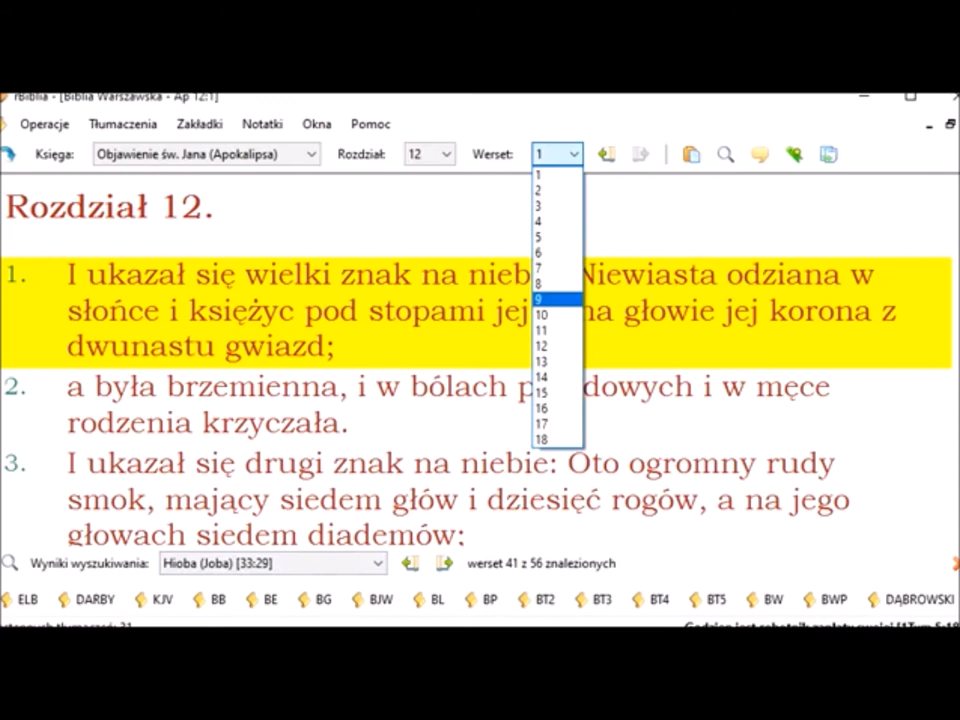 rBiblia - [Biblia Warszawska - Ap 12:1]
Operacje Tłumaczenia Zakładki Notatki Okna Pomoc
Księga: Objawienie św. Jana (Apokalipsa) Rozdział: 12 Werset: 1
1
2
3
4
5
6
7
8
9
10
11
12
13
14
15
16
17
18
Rozdział 12.
1. I ukazał się wielki znak na Niewiasta odziana w
słońce i księżyc pod stopami jej na głowie jej korona z
dwunastu gwiazd;
2. a była brzemienna, i w bólach i w męce
rodzenia krzyczała.
3. I ukazał się drugi znak na niebie: Oto ogromny rudy
smok, mający siedem głów i dziesięć rogów, a na jego
głowach siedem diademów;
Wyniki wyszukiwania: Hioba (Joba) [33:29] werset 41 z 56 znalezionych
ELB DARBY KJV BB BE BG BJW BL BP BT2 BT3 BT4 BT5 BW BWP DĄBROWSKI